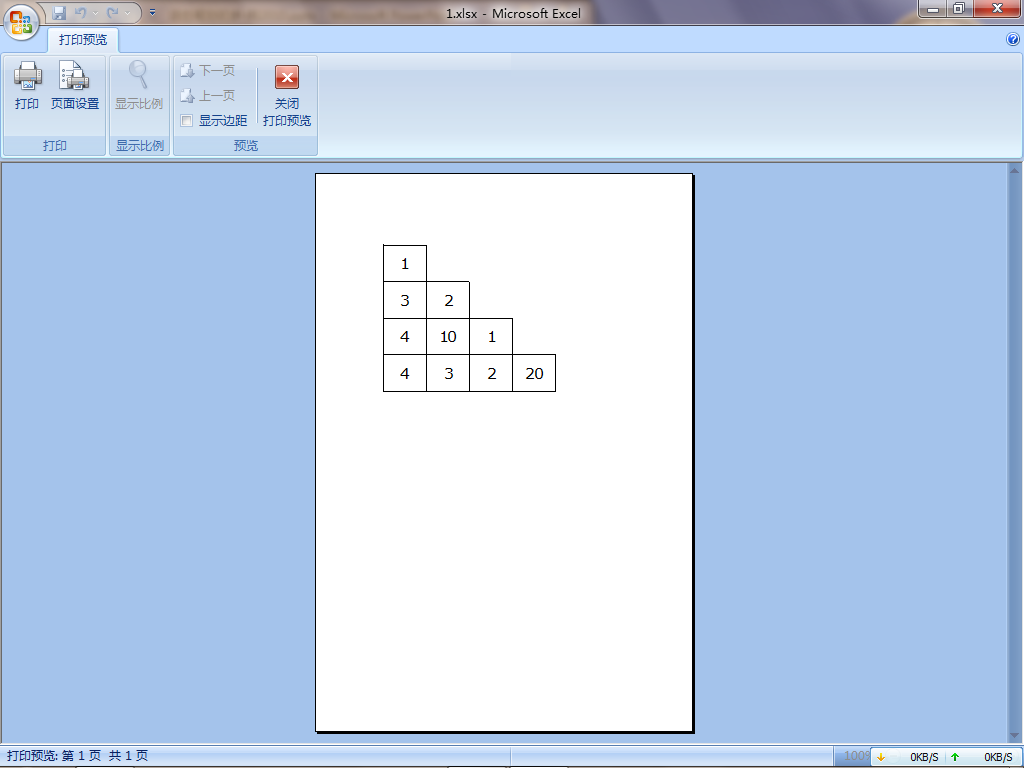 1.xlsx - Microsoft Excel
打印预览
打印
页面设置
显示比例
下一页
上一页
显示边距
关闭
打印预览
打印
显示比例
预览
1
3 2
4 10 1
4 3 2 20
打印预览: 第 1 页 共 1 页
0KB/S
0KB/S